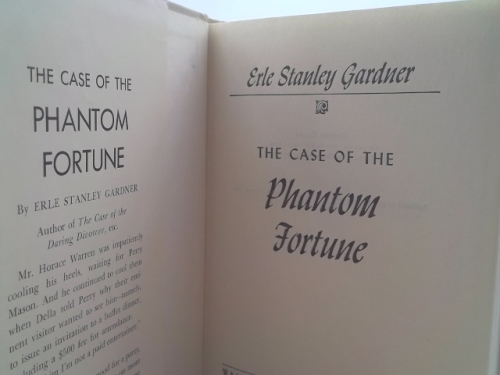 THE CASE OF THE
PHANTOM
FORTUNE
By ERLE STANLEY GARDNER
Author of The Case of the
Daring Divorcee, etc.
Mr. Horace Warren was impatiently
cooling his heels, waiting for Perry
Mason. And he continued to cool them
when Della told Perry why their emi-
nent visitor wanted to see him—namely,
to issue an invitation to a buffet dinner,
including a $500 fee for attendance.
I'm not a paid entertainer,"
Erle Stanley Gardner
THE CASE OF THE
Phantom
Fortune